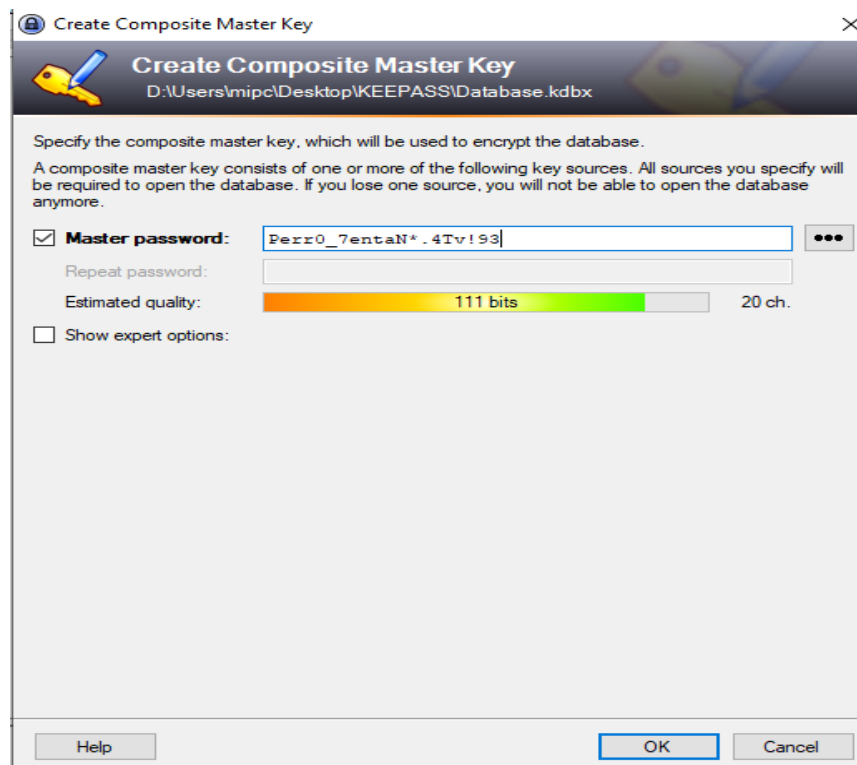 Create Composite Master Key
Create Composite Master Key
D:\Users\mipc\Desktop\KEEPASS\Database.kdbx
Specify the composite master key, which will be used to encrypt the database.
A composite master key consists of one or more of the following key sources. All sources you specify will
be required to open the database. If you lose one source, you will not be able to open the database
anymore.
Master password: Perr0_7entaN*.4Tv!93
Repeat password:
Estimated quality: 111 bits 20 ch.
Show expert options:
Help OK Cancel